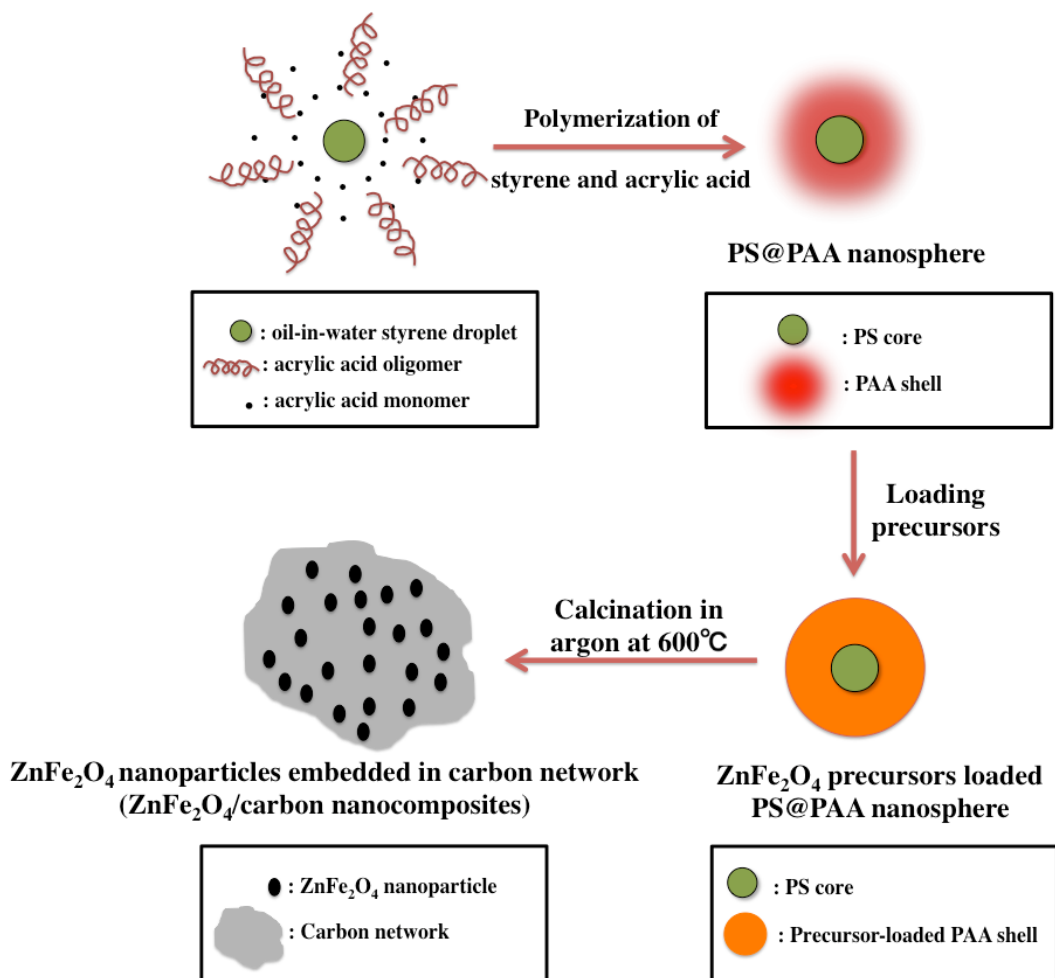 Polymerization of
styrene and acrylic acid
PS@PAA nanosphere
: oil-in-water styrene droplet
: acrylic acid oligomer
: acrylic acid monomer
: PS core
: PAA shell
Loading
precursors
Calcination in
argon at 600℃
ZnFe₂O₄ nanoparticles embedded in carbon network
(ZnFe₂O₄/carbon nanocomposites)
ZnFe₂O₄ precursors loaded
PS@PAA nanosphere
: ZnFe₂O₄ nanoparticle
: Carbon network
: PS core
: Precursor-loaded PAA shell